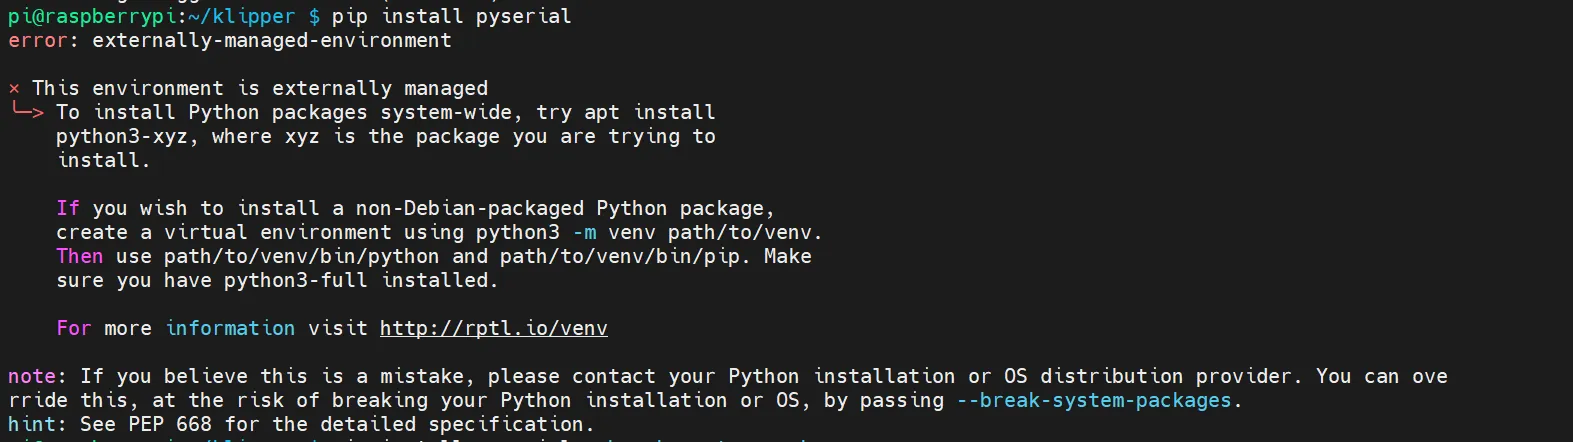 pi@raspberrypi:~/klipper $ pip install pyserial
error: externally-managed-environment
× This environment is externally managed
╰─> To install Python packages system-wide, try apt install
python3-xyz, where xyz is the package you are trying to
install.
If you wish to install a non-Debian-packaged Python package,
create a virtual environment using python3 -m venv path/to/venv.
Then use path/to/venv/bin/python and path/to/venv/bin/pip. Make
sure you have python3-full installed.
For more information visit http://rptl.io/venv
note: If you believe this is a mistake, please contact your Python installation or OS distribution provider. You can ove
rride this, at the risk of breaking your Python installation or OS, by passing --break-system-packages.
hint: See PEP 668 for the detailed specification.